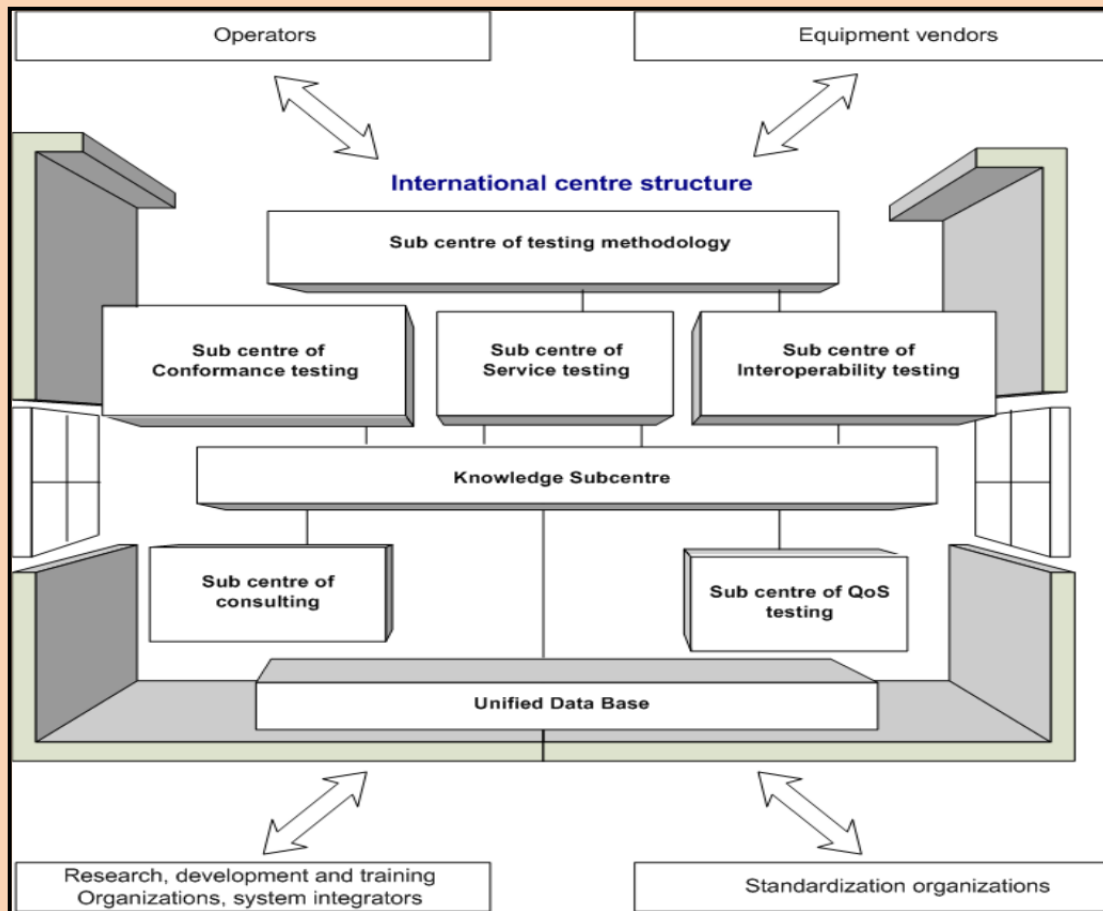 Operators
Equipment vendors
International centre structure
Sub centre of testing methodology
Sub centre of
Conformance testing
Sub centre of
Service testing
Sub centre of
Interoperability testing
Knowledge Subcentre
Sub centre of
consulting
Sub centre of QoS
testing
Unified Data Base
Research, development and training
Organizations, system integrators
Standardization organizations